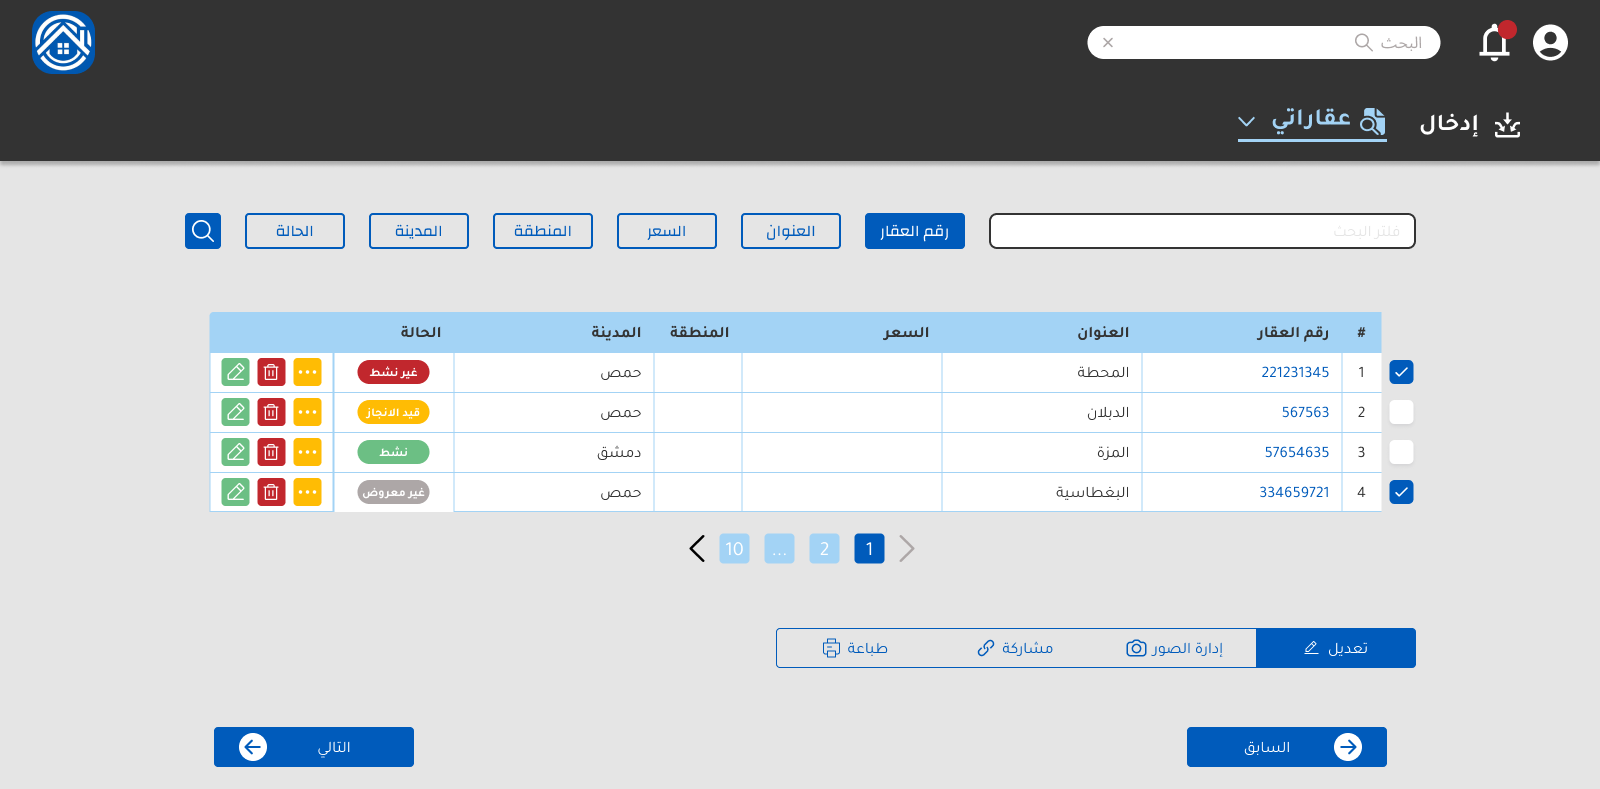 البحث
إدخال
عقاراتي
فلتر البحث
رقم العقار
العنوان
السعر
المنطقة
المدينة
الحالة
# رقم العقار العنوان السعر المنطقة المدينة الحالة
1 221231345 المحطة حمص غير نشط
2 567563 الدبلان حمص قيد الانجاز
3 57654635 المزة دمشق نشط
4 334659721 البغطاسية حمص غير معروض
1 2 ... 10
تعديل
إدارة الصور
مشاركة
طباعة
السابق
التالي